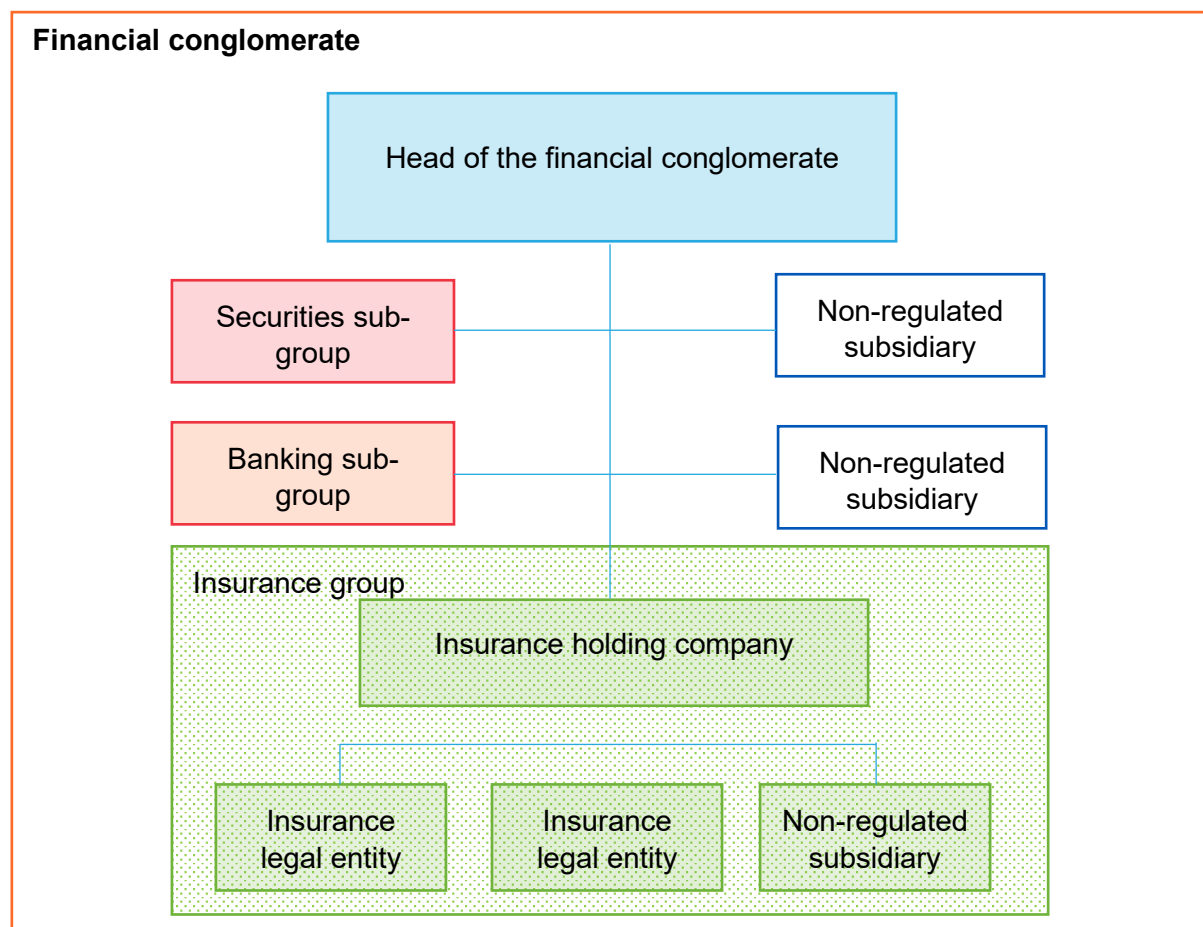 Financial conglomerate
Head of the financial conglomerate
Securities sub-
group
Non-regulated
subsidiary
Banking sub-
group
Non-regulated
subsidiary
Insurance group
Insurance holding company
Insurance
legal entity
Insurance
legal entity
Non-regulated
subsidiary